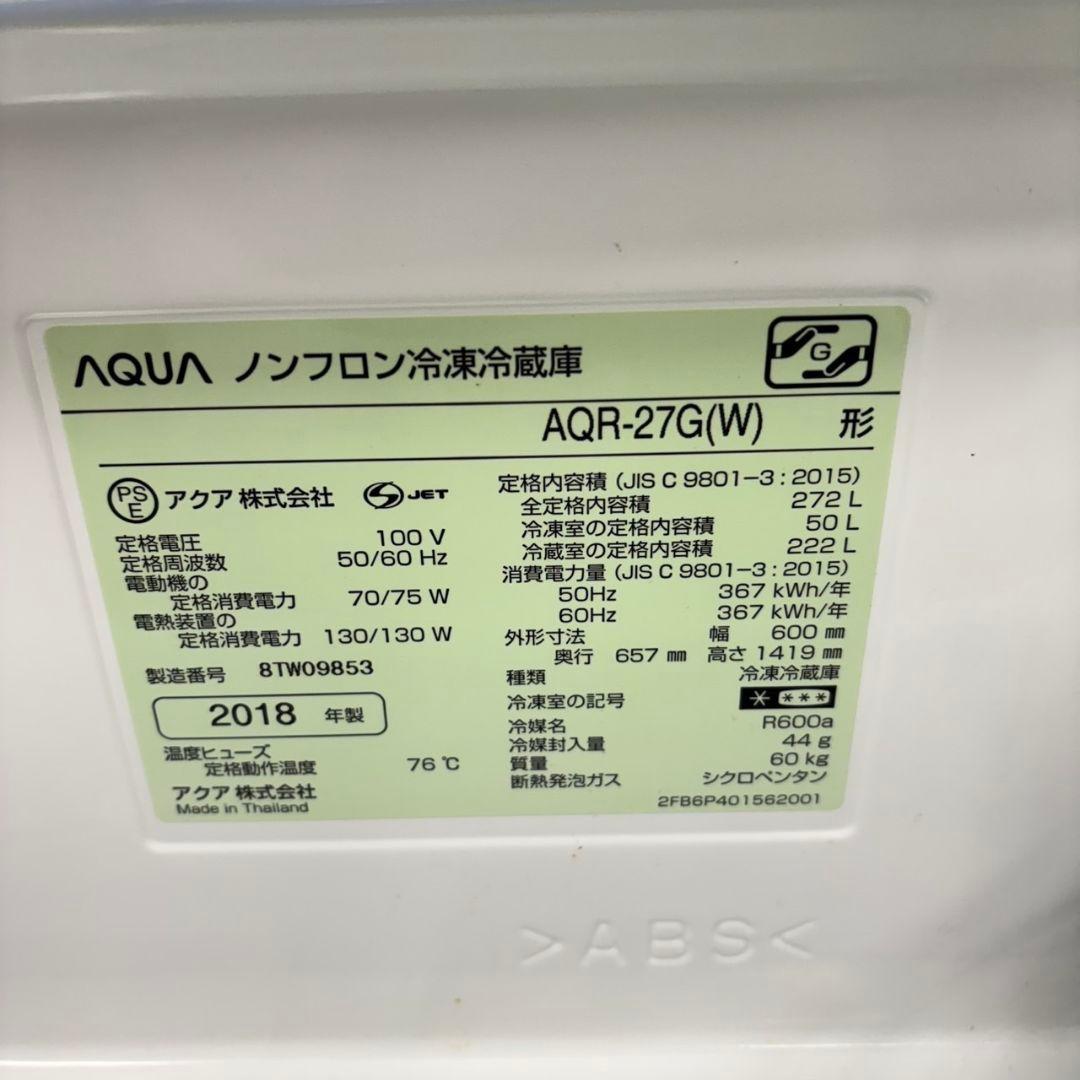 AQUA ノンフロン冷凍冷蔵庫
G
AQR-27G(W) 形
PS
E
アクア 株式会社
JET
定格電圧 100 V
定格周波数 50/60 Hz
電動機の
定格消費電力 70/75 W
電熱装置の
定格消費電力 130/130 W
製造番号 8TW09853
2018 年製
温度ヒューズ
定格動作温度 76 ℃
アクア 株式会社
Made in Thailand
定格内容積 (JIS C 9801-3 : 2015)
全定格内容積 272 L
冷凍室の定格内容積 50 L
冷蔵室の定格内容積 222 L
消費電力量 (JIS C 9801-3 : 2015)
50Hz 367 kWh/年
60Hz 367 kWh/年
外形寸法 幅 600 ㎜
奥行 657 ㎜ 高さ 1419 ㎜
種類 冷凍冷蔵庫
冷凍室の記号 * ***
冷媒名 R600a
冷媒封入量 44 g
質量 60 kg
断熱発泡ガス シクロペンタン
2FB6P401562001
>ABS<